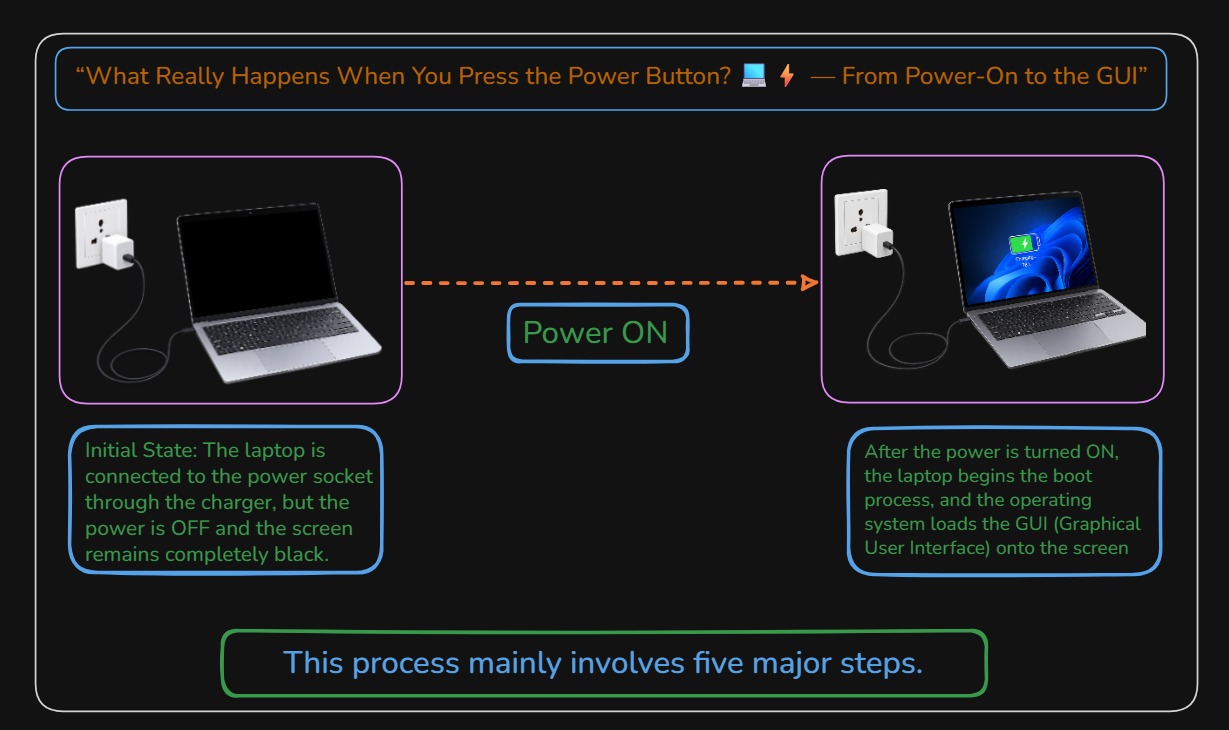 “What Really Happens When You Press the Power Button? 💻⚡ — From Power-On to the GUI”
Power ON
Initial State: The laptop is
connected to the power socket
through the charger, but the
power is OFF and the screen
remains completely black.
After the power is turned ON,
the laptop begins the boot
process, and the operating
system loads the GUI (Graphical
User Interface) onto the screen
This process mainly involves five major steps.